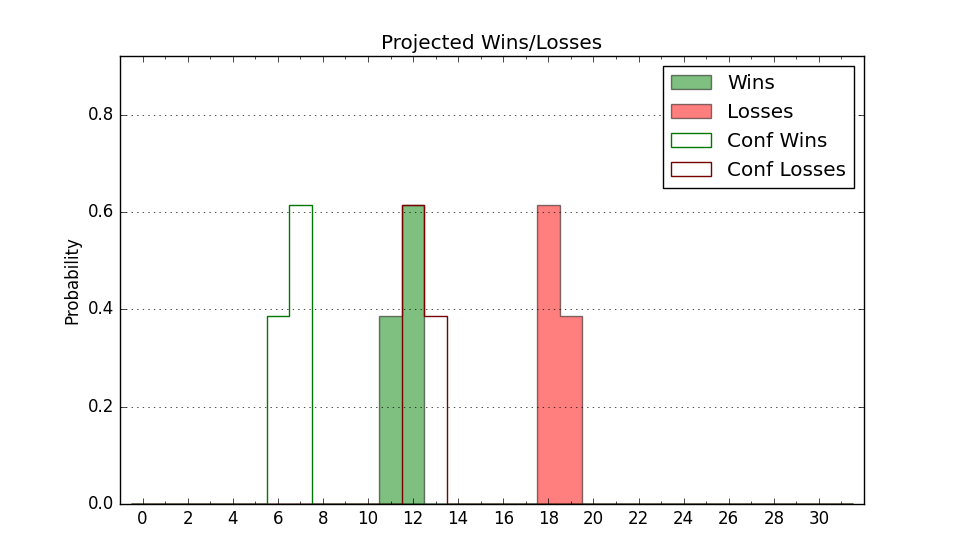 Projected Wins/Losses
Wins
Losses
Conf Wins
Conf Losses
Probability
0.8
0.6
0.4
0.2
0.0
0 2 4 6 8 10 12 14 16 18 20 22 24 26 28 30